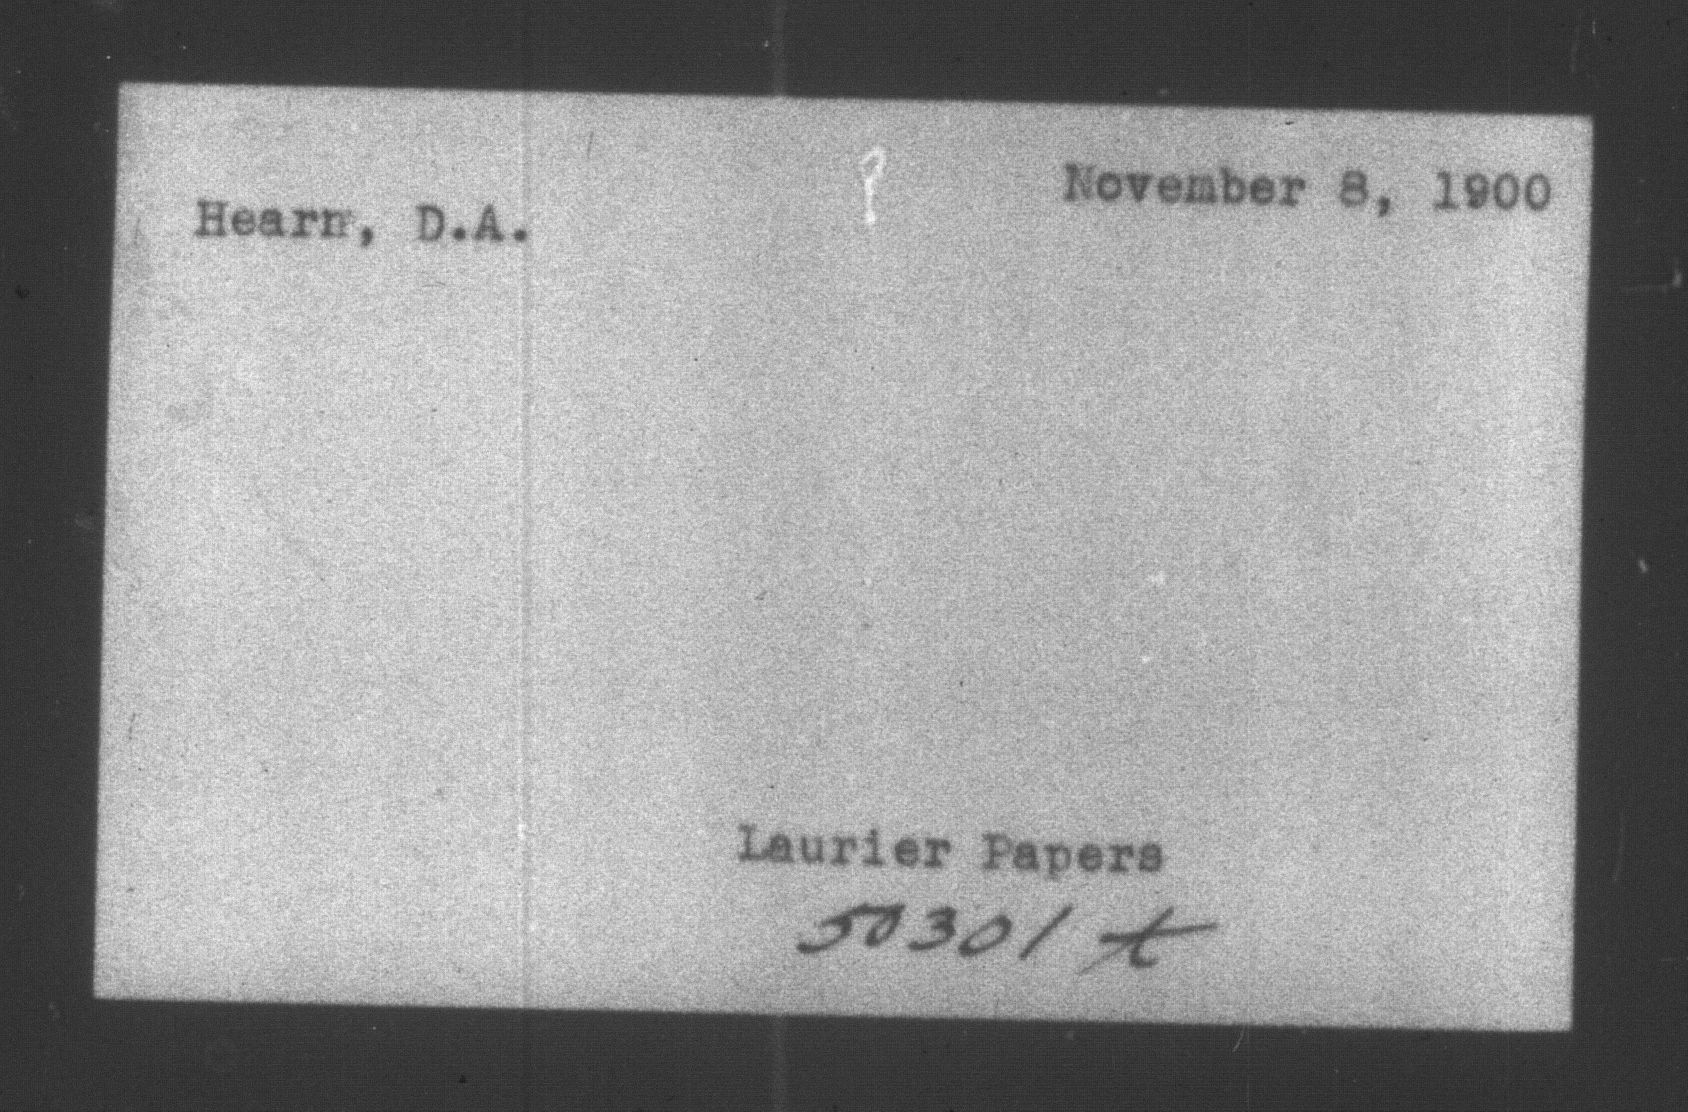 November 8, 1900
Hearn, D.A.
Laurier Papers
50301 t